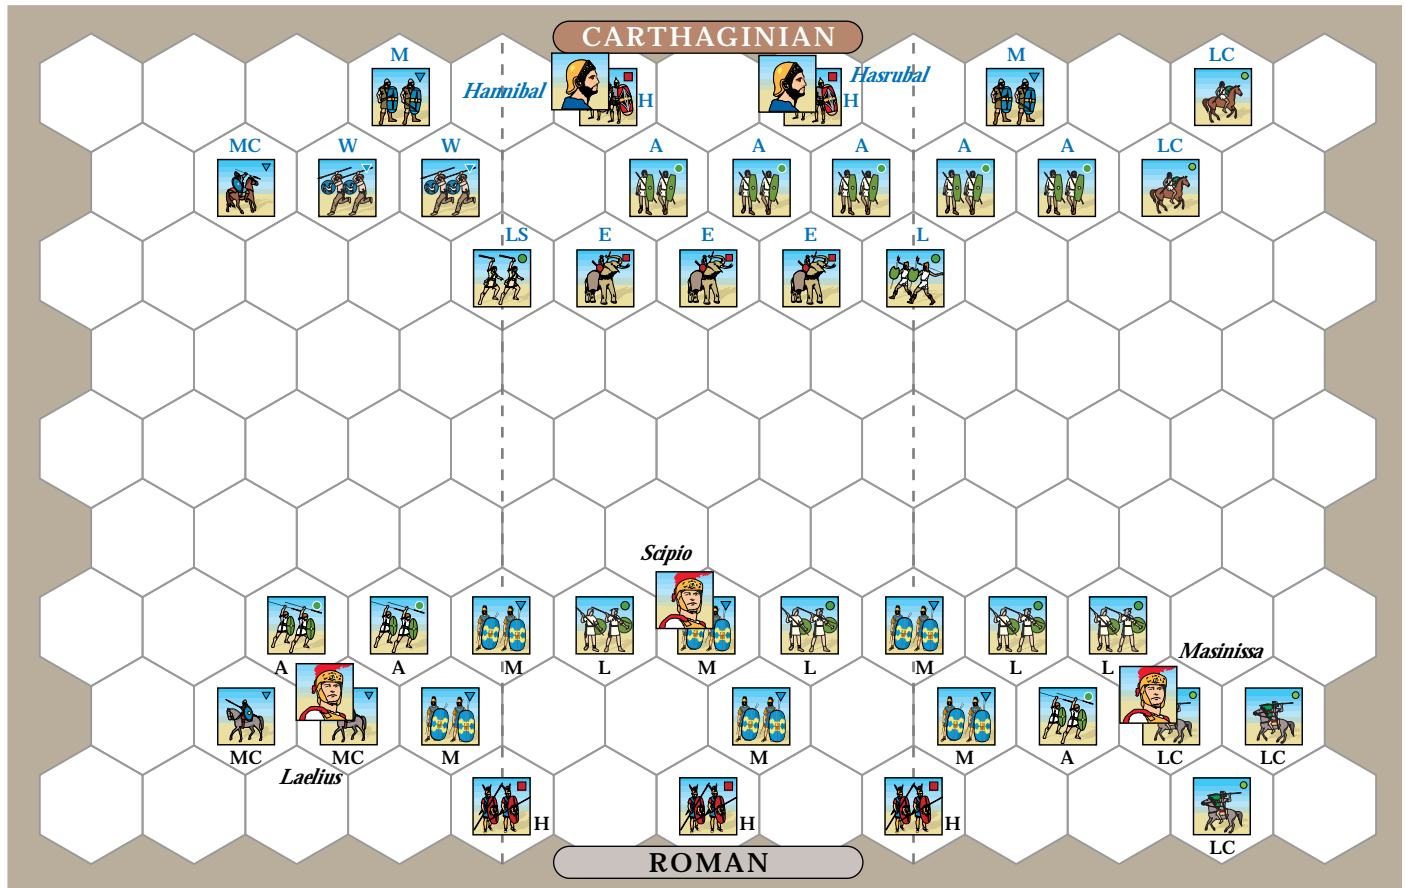 CARTHAGINIAN
M Hannibal H Hasrubal H M LC
MC W W A A A A A LC
LS E E E L
Scipio
A A M L M L M L L
Masinissa
MC MC M M M A LC LC
Laelius
H H H
LC
ROMAN